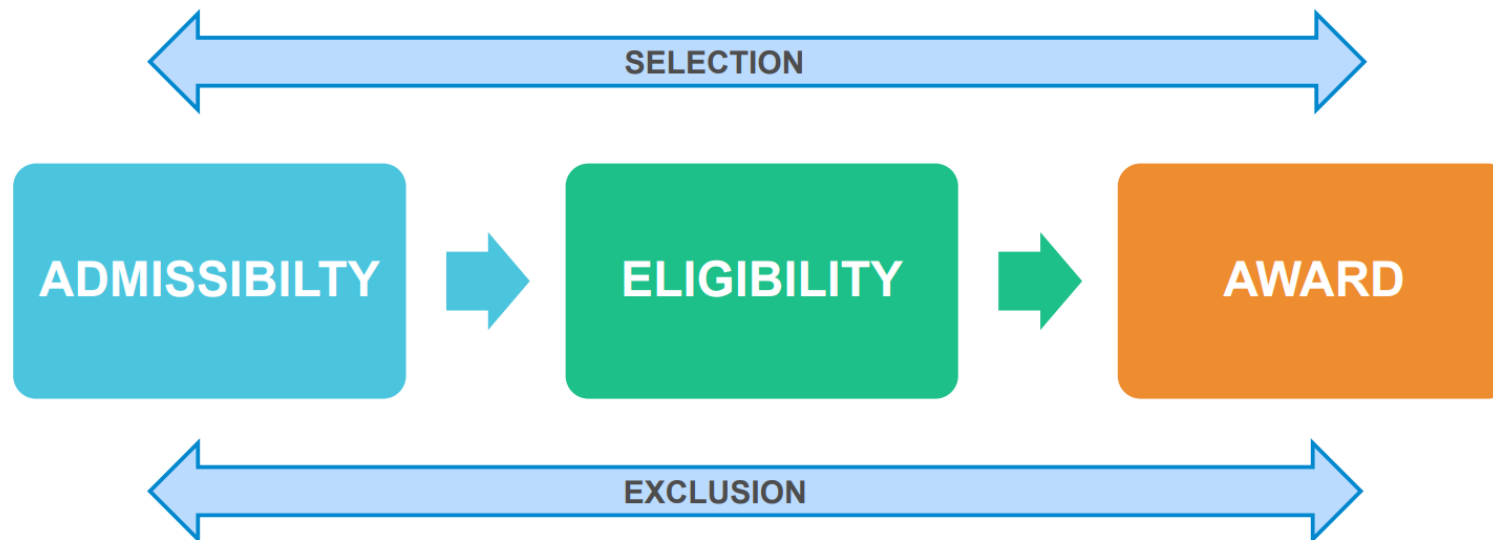 SELECTION
ADMISSIBILTY
ELIGIBILITY
AWARD
EXCLUSION